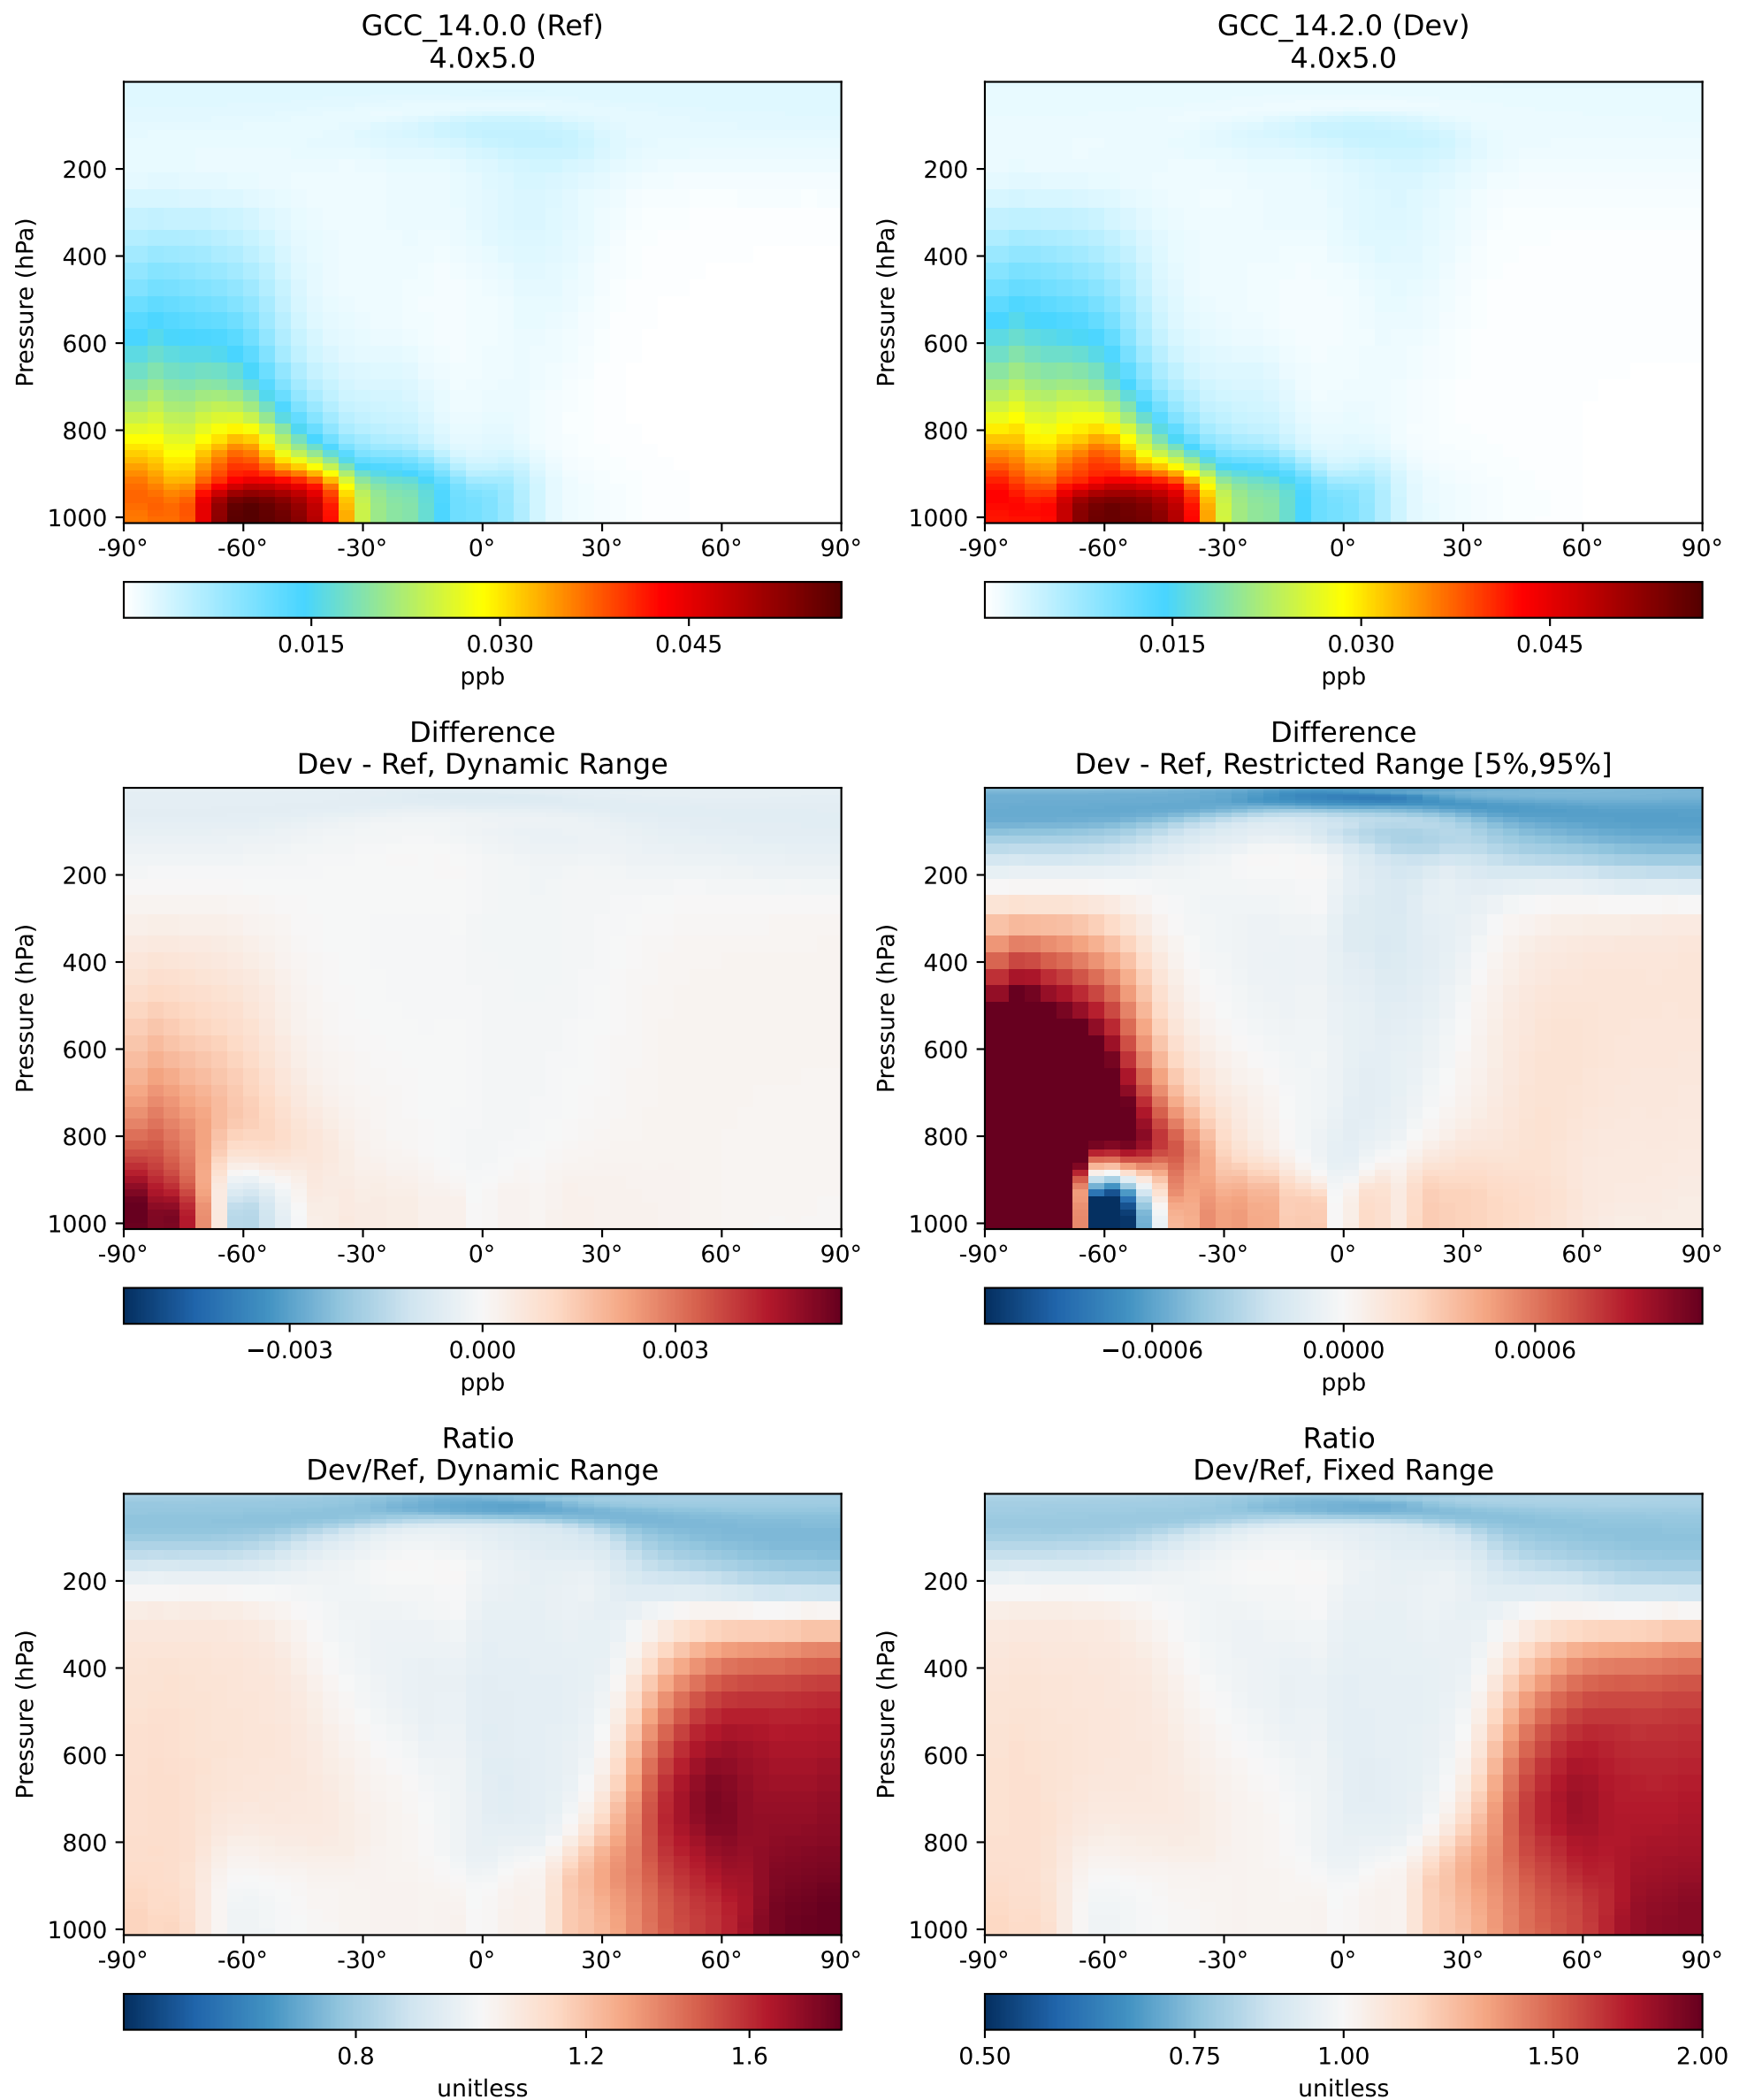 GCC_14.0.0 (Ref)
4.0x5.0
Pressure (hPa)
200
400
600
800
1000
-90° -60° -30° 0° 30° 60° 90°
0.015 0.030 0.045
ppb
GCC_14.2.0 (Dev)
4.0x5.0
Pressure (hPa)
200
400
600
800
1000
-90° -60° -30° 0° 30° 60° 90°
0.015 0.030 0.045
ppb
Difference
Dev - Ref, Dynamic Range
Pressure (hPa)
200
400
600
800
1000
-90° -60° -30° 0° 30° 60° 90°
−0.003 0.000 0.003
ppb
Difference
Dev - Ref, Restricted Range [5%,95%]
Pressure (hPa)
200
400
600
800
1000
-90° -60° -30° 0° 30° 60° 90°
−0.0006 0.0000 0.0006
ppb
Ratio
Dev/Ref, Dynamic Range
Pressure (hPa)
200
400
600
800
1000
-90° -60° -30° 0° 30° 60° 90°
0.8 1.2 1.6
unitless
Ratio
Dev/Ref, Fixed Range
Pressure (hPa)
200
400
600
800
1000
-90° -60° -30° 0° 30° 60° 90°
0.50 0.75 1.00 1.50 2.00
unitless